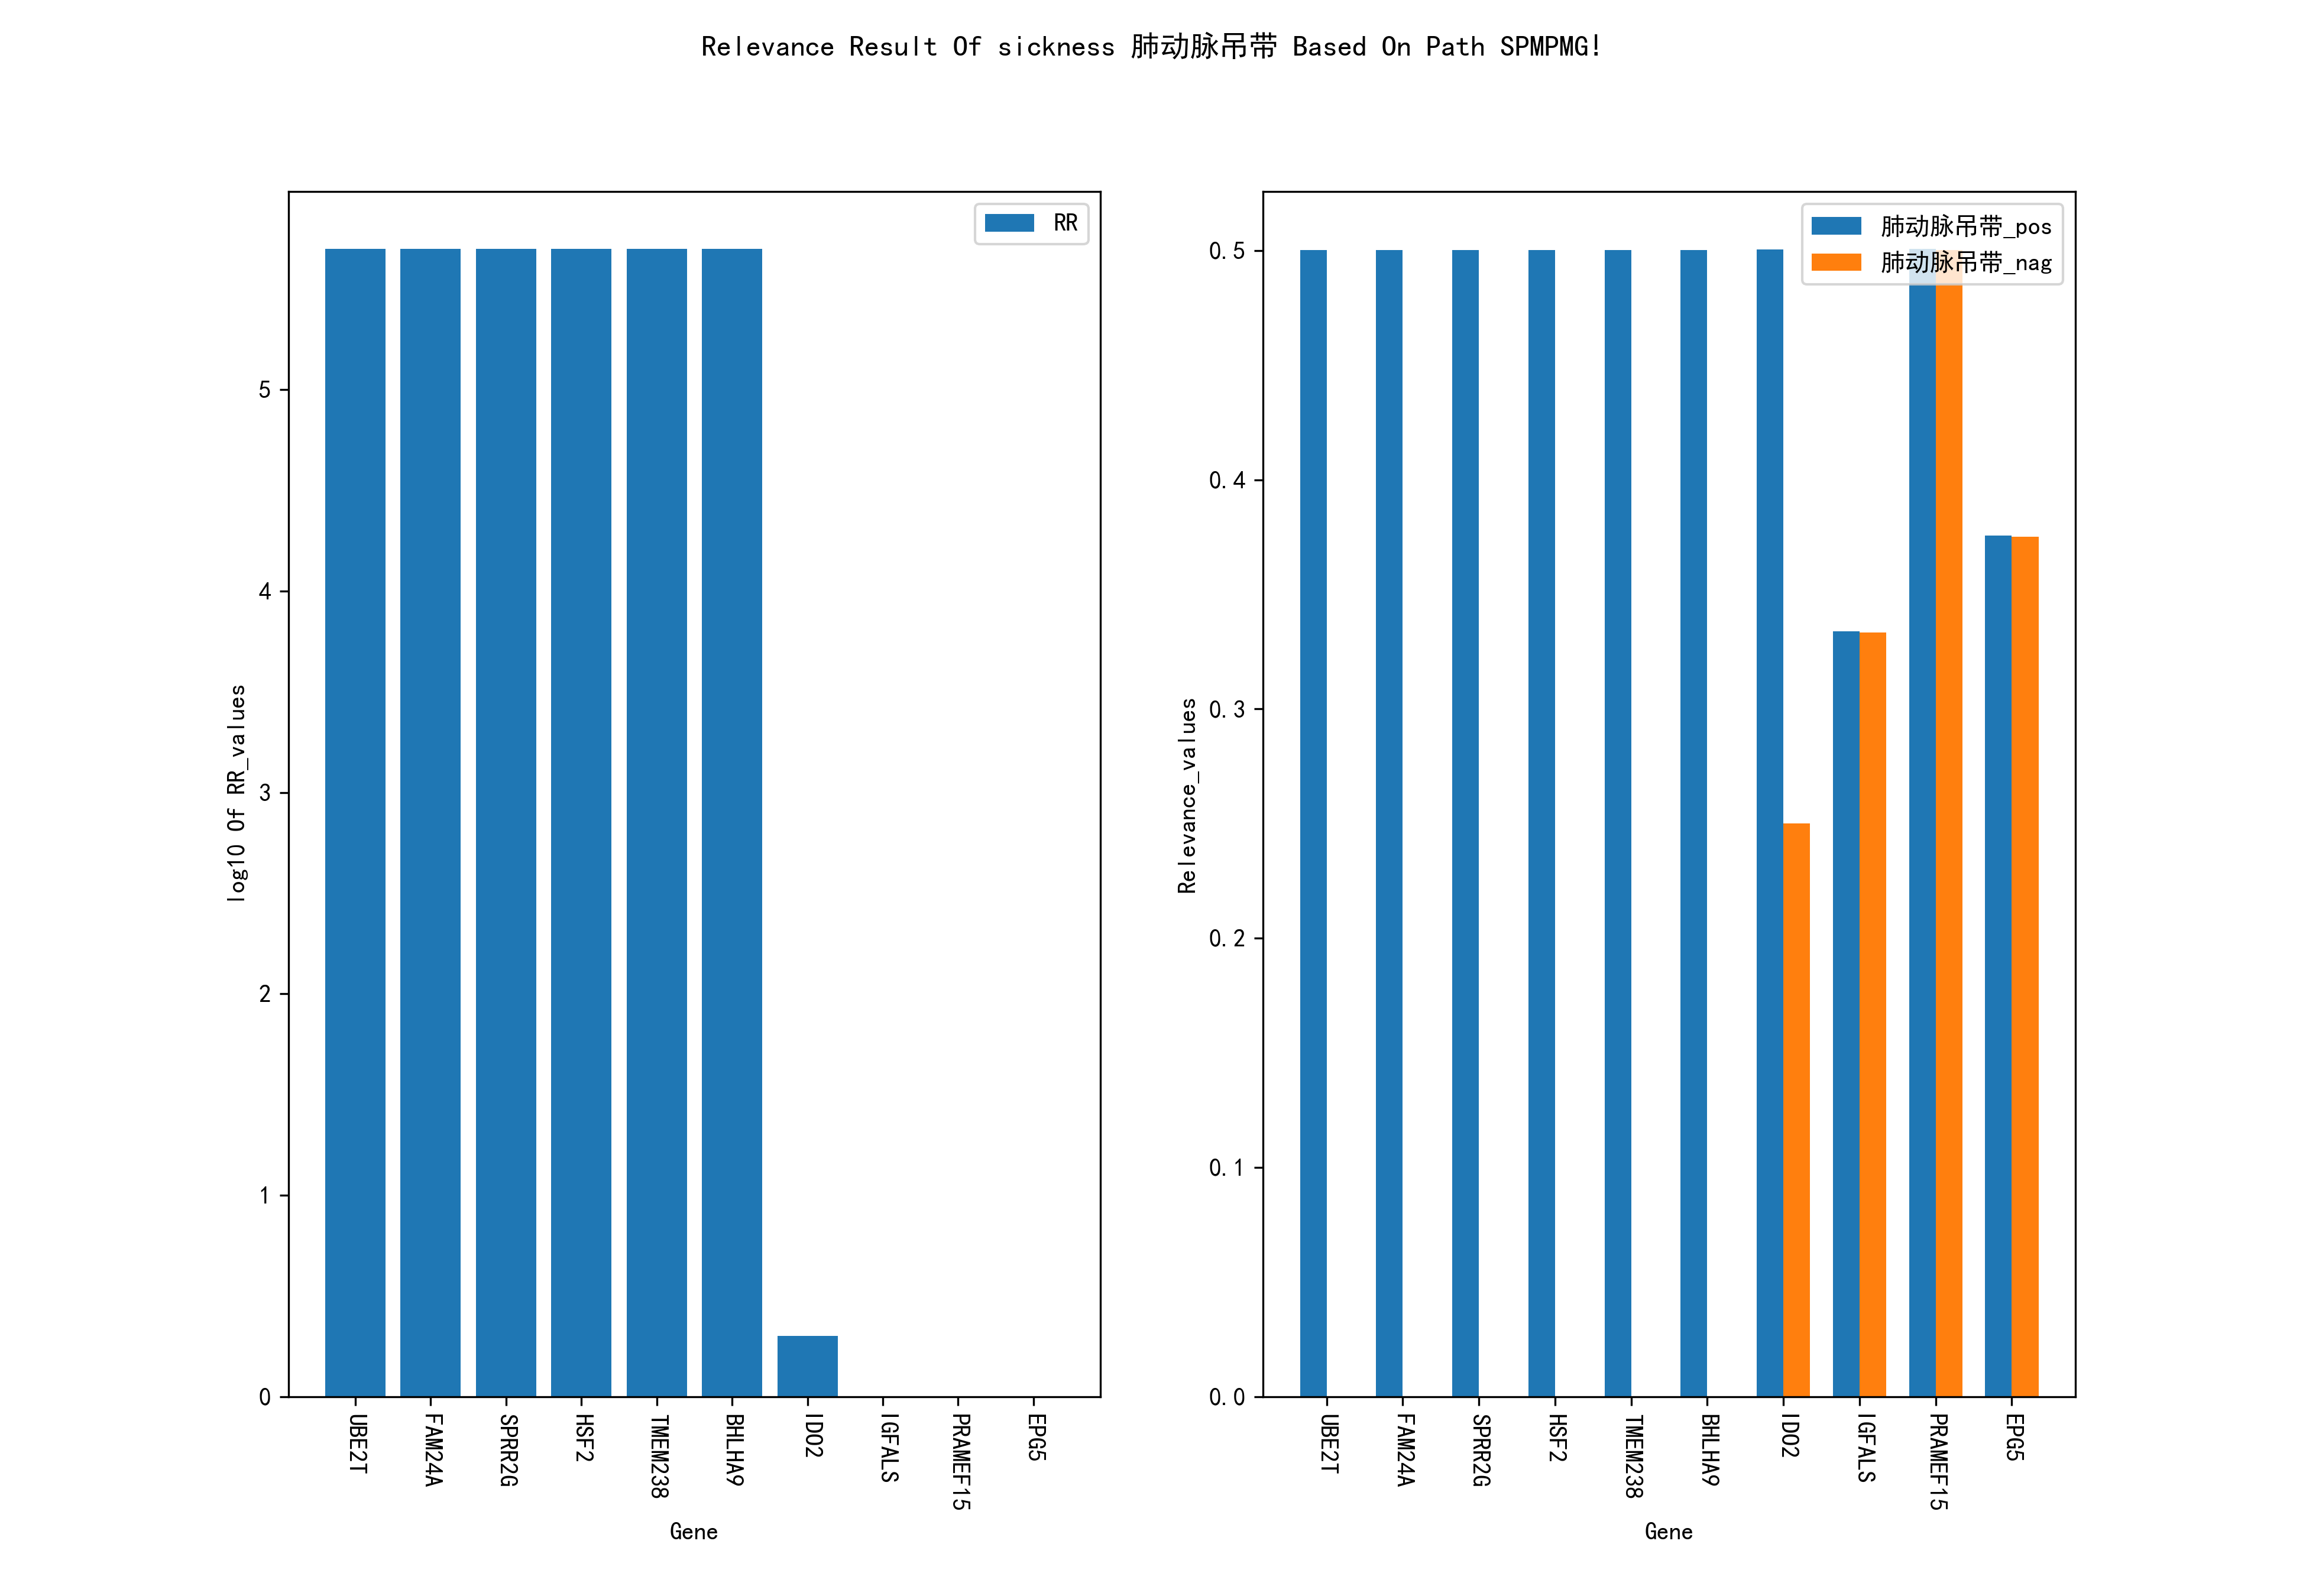 Relevance Result Of sickness 肺动脉吊带 Based On Path SPMPMG!
RR
5
4
3
2
1
0
log10 Of RR_values
UBE2T
FAM24A
SPRR2G
HSF2
TMEM238
BHLHA9
IDO2
IGFALS
PRAMEF15
EPG5
Gene
肺动脉吊带_pos
肺动脉吊带_nag
0.5
0.4
0.3
0.2
0.1
0.0
Relevance_values
UBE2T
FAM24A
SPRR2G
HSF2
TMEM238
BHLHA9
IDO2
IGFALS
PRAMEF15
EPG5
Gene